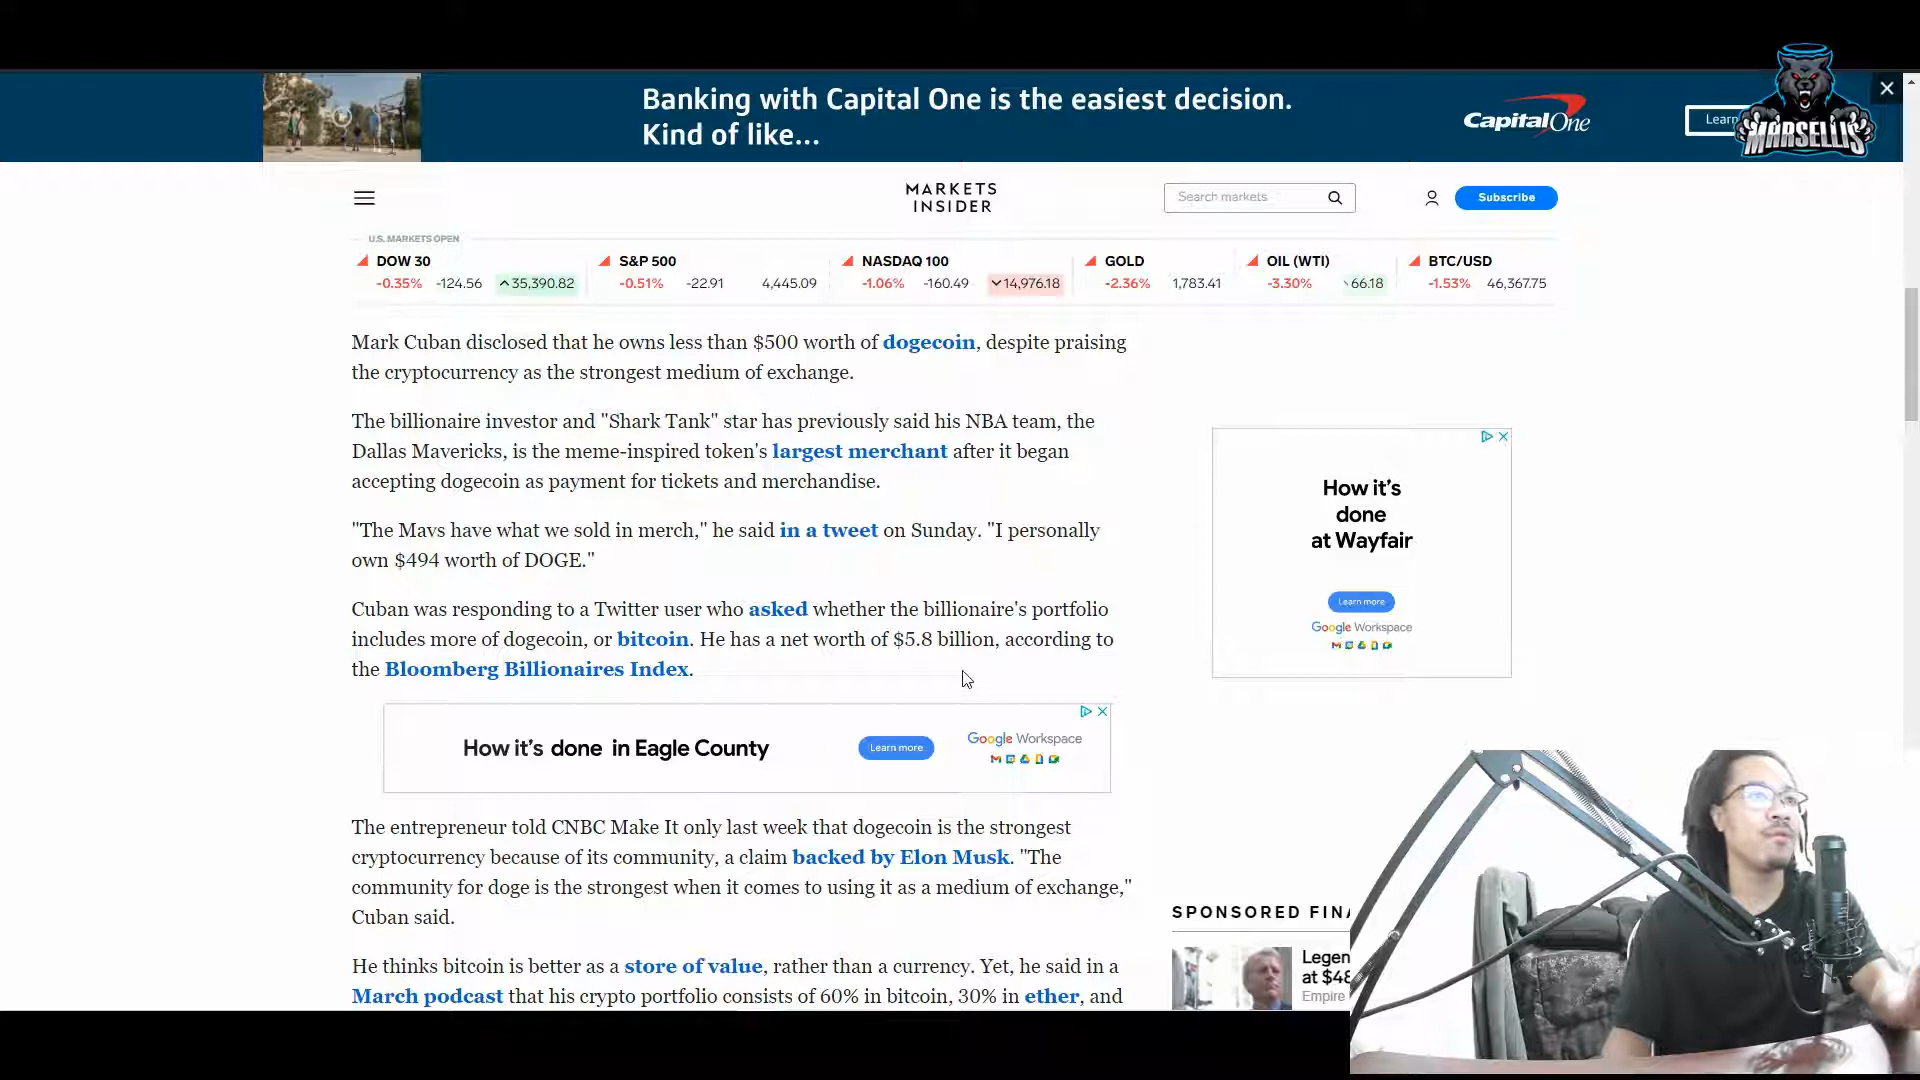 Banking with Capital One is the easiest decision.
Kind of like...
Capital One
Learn
MARSELLIS
MARKETS
INSIDER
Search markets
Subscribe
U.S. MARKETS OPEN
DOW 30
-0.35% -124.56 35,390.82
S&P 500
-0.51% -22.91 4,445.09
NASDAQ 100
-1.06% -160.49 14,976.18
GOLD
-2.36% 1,783.41
OIL (WTI)
-3.30% 66.18
BTC/USD
-1.53% 46,367.75
Mark Cuban disclosed that he owns less than $500 worth of dogecoin, despite praising
the cryptocurrency as the strongest medium of exchange.
The billionaire investor and "Shark Tank" star has previously said his NBA team, the
Dallas Mavericks, is the meme-inspired token's largest merchant after it began
accepting dogecoin as payment for tickets and merchandise.
"The Mavs have what we sold in merch," he said in a tweet on Sunday. "I personally
own $494 worth of DOGE."
Cuban was responding to a Twitter user who asked whether the billionaire's portfolio
includes more of dogecoin, or bitcoin. He has a net worth of $5.8 billion, according to
the Bloomberg Billionaires Index.
How it's done in Eagle County
Learn more
Google Workspace
The entrepreneur told CNBC Make It only last week that dogecoin is the strongest
cryptocurrency because of its community, a claim backed by Elon Musk. "The
community for doge is the strongest when it comes to using it as a medium of exchange,"
Cuban said.
He thinks bitcoin is better as a store of value, rather than a currency. Yet, he said in a
March podcast that his crypto portfolio consists of 60% in bitcoin, 30% in ether, and
How it's
done
at Wayfair
Learn more
Google Workspace
SPONSORED FINA
Legen
at $48
Empire